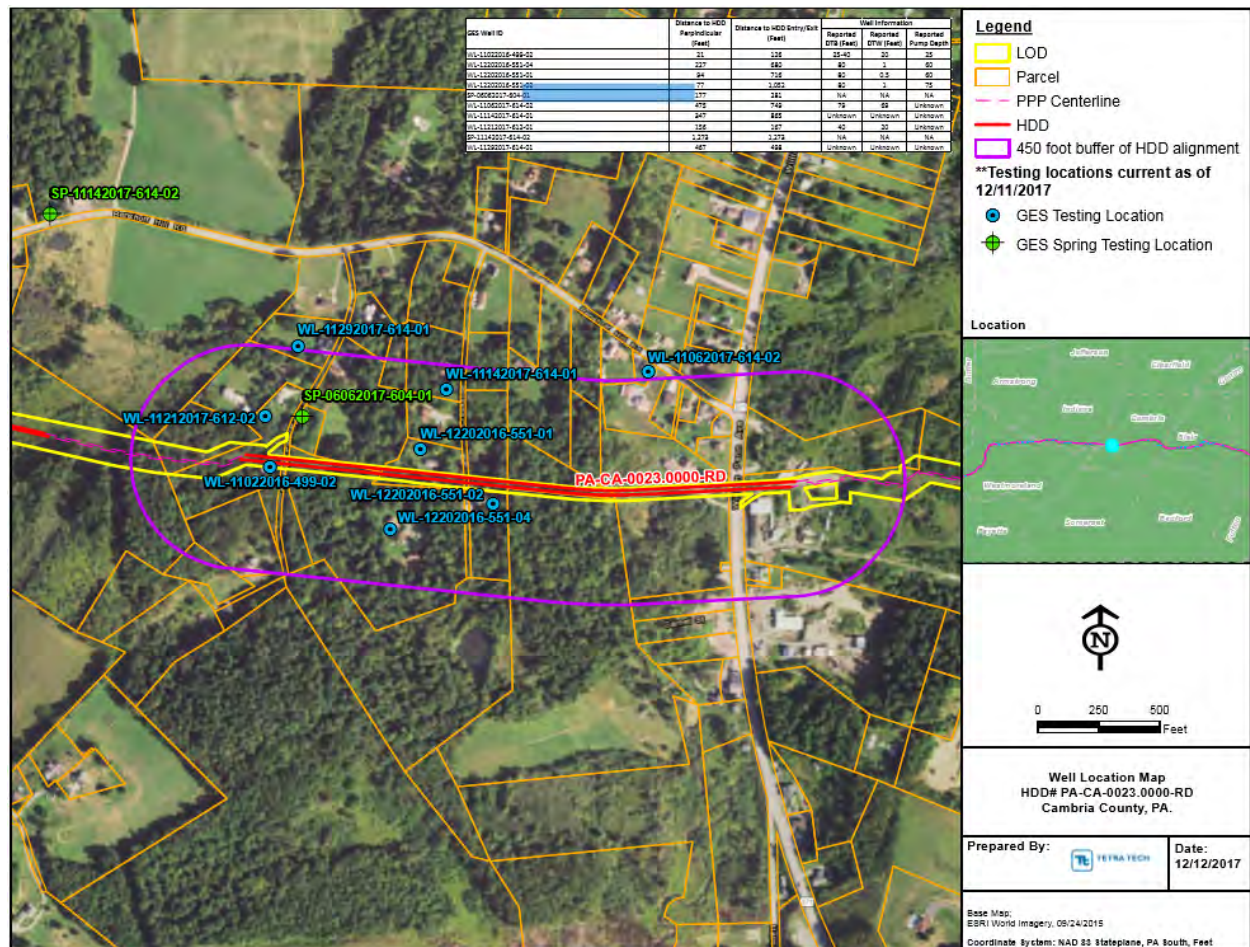 GES Well ID Distance to HDD Perpindicular (Feet) Distance to HDD Entry/Exit (Feet) Well Information
Reported DTB (Feet) Reported DTW (Feet) Reported Pump Depth
WL-11022016-499-02 21 126 25-40 20 25
WL-12202016-551-04 237 680 80 1 60
WL-12202016-551-01 94 716 80 0.5 60
WL-12202016-551-02 77 1,052 80 1 75
SP-06062017-604-01 177 281 NA NA NA
WL-11062017-614-02 475 749 79 69 Unknown
WL-11142017-614-01 347 865 Unknown Unknown Unknown
WL-11212017-612-01 156 167 40 20 Unknown
SP-11142017-614-02 1,273 1,273 NA NA NA
WL-11292017-614-01 467 498 Unknown Unknown Unknown
SP-11142017-614-02
WL-11292017-614-01
WL-11062017-614-02
WL-11142017-614-01
SP-06062017-604-01
WL-11212017-612-02
WL-12202016-551-01
PA-CA-0023.0000-RD
WL-11022016-499-02
WL-12202016-551-02
WL-12202016-551-04
Legend
LOD
Parcel
PPP Centerline
HDD
450 foot buffer of HDD alignment
**Testing locations current as of
12/11/2017
GES Testing Location
GES Spring Testing Location
Location
Jefferson
Clearfield
Armstrong
Indiana
Cambria
Blair
Westmoreland
Somerset
Bedford
Fayette
Fulton
N
0 250 500
Feet
Well Location Map
HDD# PA-CA-0023.0000-RD
Cambria County, PA.
Prepared By:
TETRA TECH
Date:
12/12/2017
Base Map:
ESRI World Imagery, 09/24/2015
Coordinate System: NAD 83 Stateplane, PA South, Feet